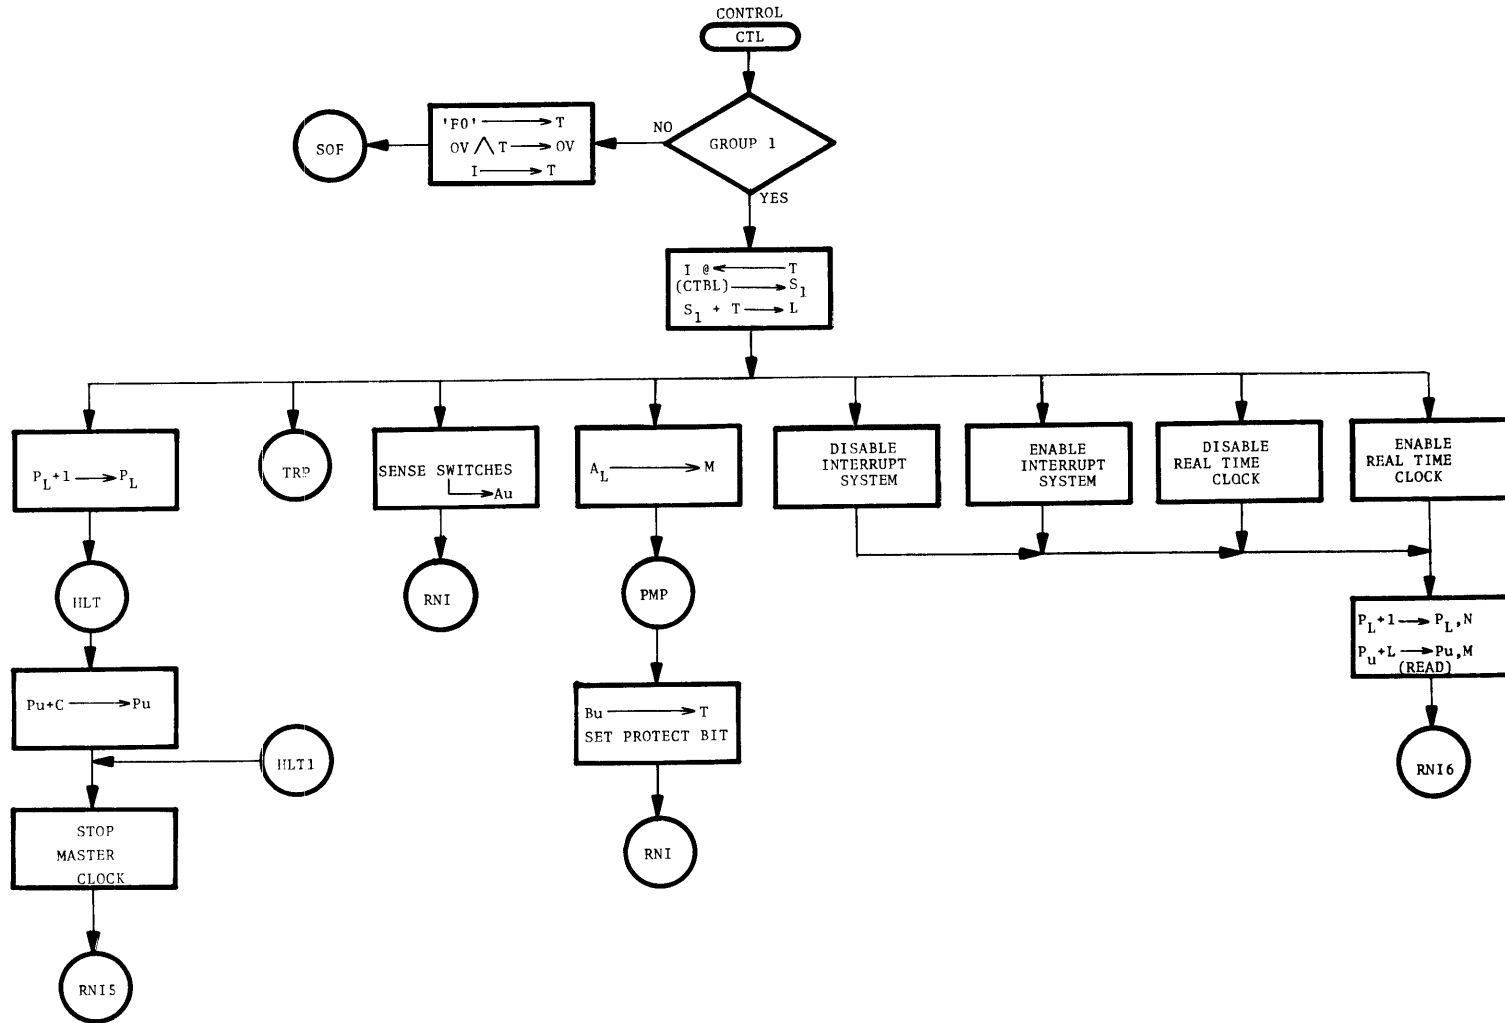 CONTROL
CTL
GROUP 1
NO
YES
'F0' → T
OV ⋀ T → OV
I → T
SOF
I @ ← T
(CTBL) → S1
S1 + T → L
PL+1 → PL
TRP
SENSE SWITCHES
→ Au
AL → M
DISABLE
INTERRUPT
SYSTEM
ENABLE
INTERRUPT
SYSTEM
DISABLE
REAL TIME
CLOCK
ENABLE
REAL TIME
CLOCK
HLT
RNI
PMP
PL+1 → PL,N
Pu+L → Pu,M
(READ)
Pu+C → Pu
HLT1
Bu → T
SET PROTECT BIT
RNI6
STOP
MASTER
CLOCK
RNI
RNI5